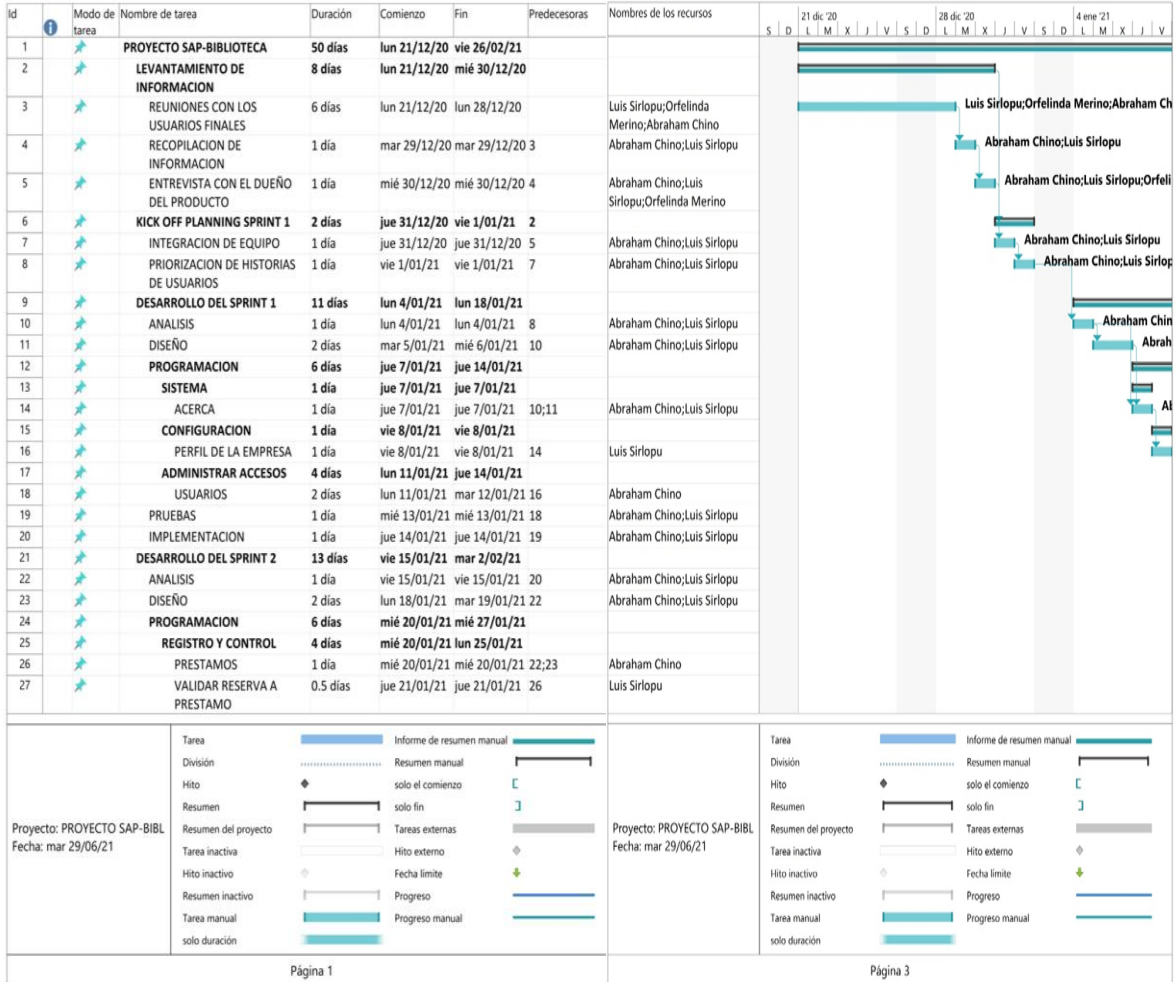 Id
Modo de tarea
Nombre de tarea
Duración
Comienzo
Fin
Predecesoras
Nombres de los recursos
21 dic '20
28 dic '20
4 ene '21
S D L M X J V S D L M X J V S D L M X J V
1 PROYECTO SAP-BIBLIOTECA 50 días lun 21/12/20 vie 26/02/21
2 LEVANTAMIENTO DE 8 días lun 21/12/20 mié 30/12/20
INFORMACION
3 REUNIONES CON LOS 6 días lun 21/12/20 lun 28/12/20 Luis Sirlopu;Orfelinda Luis Sirlopu;Orfelinda Merino;Abraham Ch
USUARIOS FINALES Merino;Abraham Chino
4 RECOPILACION DE 1 día mar 29/12/20 mar 29/12/20 3 Abraham Chino;Luis Sirlopu Abraham Chino;Luis Sirlopu
INFORMACION
5 ENTREVISTA CON EL DUEÑO 1 día mié 30/12/20 mié 30/12/20 4 Abraham Chino;Luis Abraham Chino;Luis Sirlopu;Orfeli
DEL PRODUCTO Sirlopu;Orfelinda Merino
6 KICK OFF PLANNING SPRINT 1 2 días jue 31/12/20 vie 1/01/21 2
7 INTEGRACION DE EQUIPO 1 día jue 31/12/20 jue 31/12/20 5 Abraham Chino;Luis Sirlopu Abraham Chino;Luis Sirlopu
8 PRIORIZACION DE HISTORIAS 1 día vie 1/01/21 vie 1/01/21 7 Abraham Chino;Luis Sirlopu Abraham Chino;Luis Sirlop
DE USUARIOS
9 DESARROLLO DEL SPRINT 1 11 días lun 4/01/21 lun 18/01/21
10 ANALISIS 1 día lun 4/01/21 lun 4/01/21 8 Abraham Chino;Luis Sirlopu Abraham Chin
11 DISEÑO 2 días mar 5/01/21 mié 6/01/21 10 Abraham Chino;Luis Sirlopu Abrah
12 PROGRAMACION 6 días jue 7/01/21 jue 14/01/21
13 SISTEMA 1 día jue 7/01/21 jue 7/01/21
14 ACERCA 1 día jue 7/01/21 jue 7/01/21 10;11 Abraham Chino;Luis Sirlopu Al
15 CONFIGURACION 1 día vie 8/01/21 vie 8/01/21
16 PERFIL DE LA EMPRESA 1 día vie 8/01/21 vie 8/01/21 14 Luis Sirlopu
17 ADMINISTRAR ACCESOS 4 días lun 11/01/21 jue 14/01/21
18 USUARIOS 2 días lun 11/01/21 mar 12/01/21 16 Abraham Chino
19 PRUEBAS 1 día mié 13/01/21 mié 13/01/21 18 Abraham Chino;Luis Sirlopu
20 IMPLEMENTACION 1 día jue 14/01/21 jue 14/01/21 19 Abraham Chino;Luis Sirlopu
21 DESARROLLO DEL SPRINT 2 13 días vie 15/01/21 mar 2/02/21
22 ANALISIS 1 día vie 15/01/21 vie 15/01/21 20 Abraham Chino;Luis Sirlopu
23 DISEÑO 2 días lun 18/01/21 mar 19/01/21 22 Abraham Chino;Luis Sirlopu
24 PROGRAMACION 6 días mié 20/01/21 mié 27/01/21
25 REGISTRO Y CONTROL 4 días mié 20/01/21 lun 25/01/21
26 PRESTAMOS 1 día mié 20/01/21 mié 20/01/21 22;23 Abraham Chino
27 VALIDAR RESERVA A 0.5 días jue 21/01/21 jue 21/01/21 26 Luis Sirlopu
PRESTAMO
Proyecto: PROYECTO SAP-BIBL
Fecha: mar 29/06/21
Tarea Informe de resumen manual
División Resumen manual
Hito solo el comienzo
Resumen solo fin
Resumen del proyecto Tareas externas
Tarea inactiva Hito externo
Hito inactivo Fecha límite
Resumen inactivo Progreso
Tarea manual Progreso manual
solo duración
Página 1
Proyecto: PROYECTO SAP-BIBL
Fecha: mar 29/06/21
Tarea Informe de resumen manual
División Resumen manual
Hito solo el comienzo
Resumen solo fin
Resumen del proyecto Tareas externas
Tarea inactiva Hito externo
Hito inactivo Fecha límite
Resumen inactivo Progreso
Tarea manual Progreso manual
solo duración
Página 3